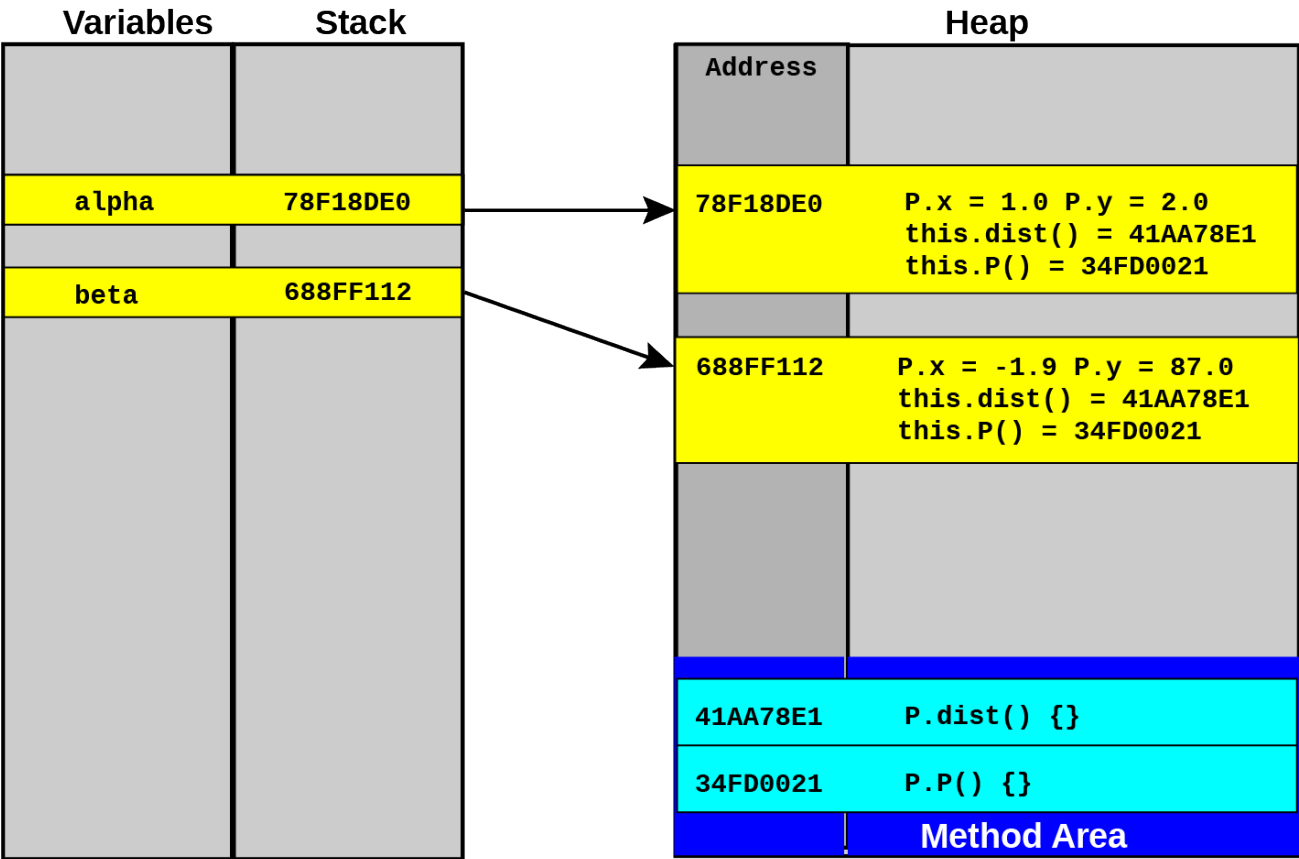 Variables Stack Heap
Address
alpha 78F18DE0
beta 688FF112
78F18DE0 P.x = 1.0 P.y = 2.0
this.dist() = 41AA78E1
this.P() = 34FD0021
688FF112 P.x = -1.9 P.y = 87.0
this.dist() = 41AA78E1
this.P() = 34FD0021
41AA78E1 P.dist() {}
34FD0021 P.P() {}
Method Area